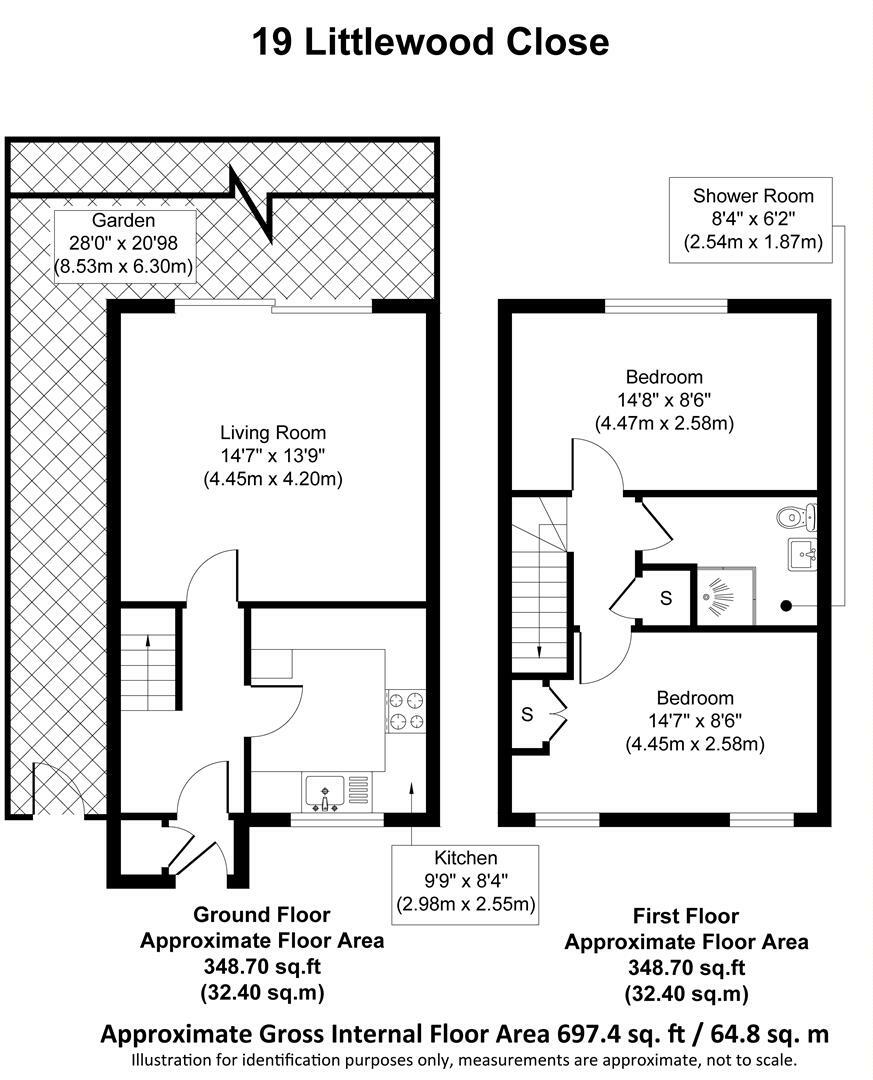 19 Littlewood Close
Garden
28'0" x 20'98
(8.53m x 6.30m)
Shower Room
8'4" x 6'2"
(2.54m x 1.87m)
Living Room
14'7" x 13'9"
(4.45m x 4.20m)
Bedroom
14'8" x 8'6"
(4.47m x 2.58m)
S
S
Bedroom
14'7" x 8'6"
(4.45m x 2.58m)
Kitchen
9'9" x 8'4"
(2.98m x 2.55m)
Ground Floor
Approximate Floor Area
348.70 sq.ft
(32.40 sq.m)
First Floor
Approximate Floor Area
348.70 sq.ft
(32.40 sq.m)
Approximate Gross Internal Floor Area 697.4 sq. ft / 64.8 sq. m
Illustration for identification purposes only, measurements are approximate, not to scale.